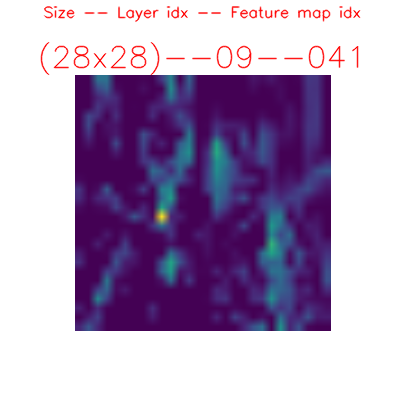 Size -- Layer idx -- Feature map idx
(28x28)--09--041